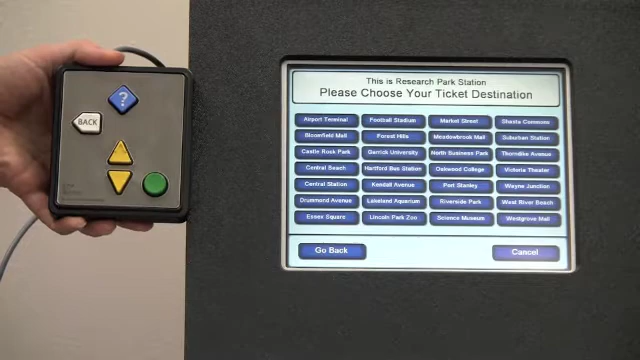 ?
BACK
This is Research Park Station
Please Choose Your Ticket Destination
Airport Terminal Football Stadium Market Street Shasta Commons
Bloomfield Mall Forest Hills Meadowbrook Mall Suburban Station
Castle Rock Park Garrick University North Business Park Thorndike Avenue
Central Beach Hartford Bus Station Oakwood College Victoria Theater
Central Station Kendall Avenue Port Stanley Wayne Junction
Drummond Avenue Lakeland Aquarium Riverside Park West River Beach
Essex Square Lincoln Park Zoo Science Museum Westgrove Mall
Go Back Cancel